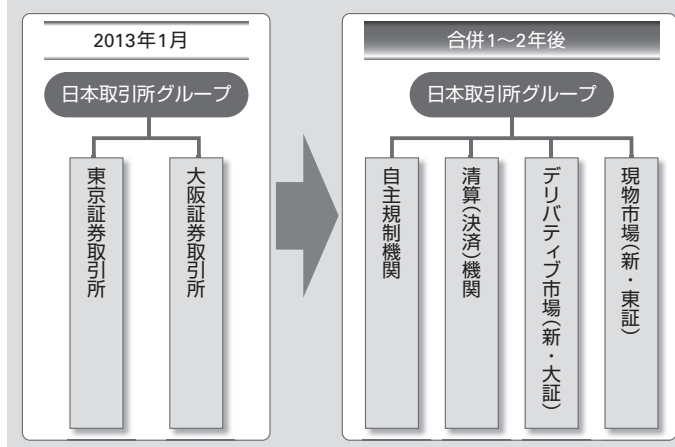 2013年1月
日本取引所グループ
東京証券取引所
大阪証券取引所
合併1～2年後
日本取引所グループ
自主規制機関
清算(決済)機関
デリバティブ市場(新・大証)
現物市場(新・東証)